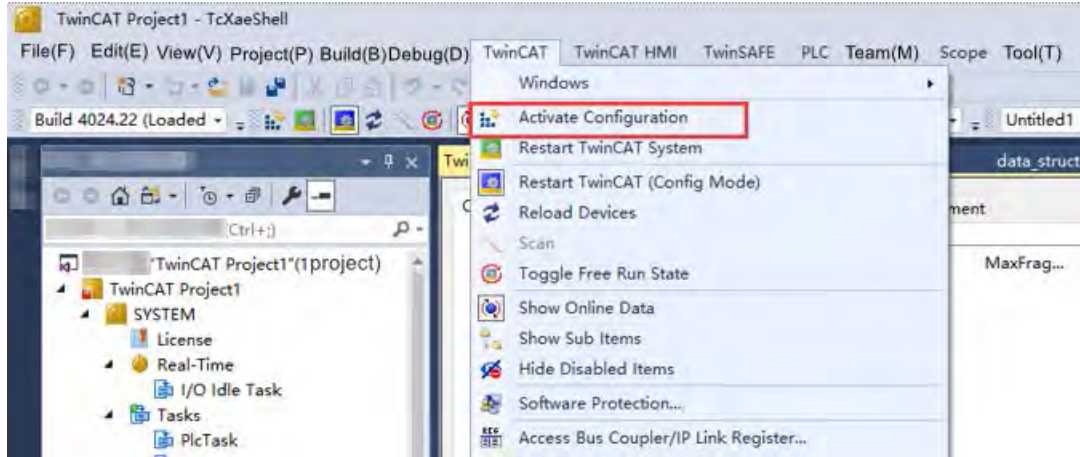 TwinCAT Project1 - TcXaeShell
File(F) Edit(E) View(V) Project(P) Build(B)Debug(D) TwinCAT TwinCAT HMI TwinSAFE PLC Team(M) Scope Tool(T)
Windows
Build 4024.22 (Loaded
Untitled1
Activate Configuration
Restart TwinCAT System
data_struct
Restart TwinCAT (Config Mode)
Reload Devices
Ctrl+;)
Scan
"TwinCAT Project1"(1project)
MaxFrag...
Toggle Free Run State
TwinCAT Project1
Show Online Data
SYSTEM
Show Sub Items
License
Real-Time
Hide Disabled Items
I/O Idle Task
Software Protection...
Tasks
PlcTask
Access Bus Coupler/IP Link Register...